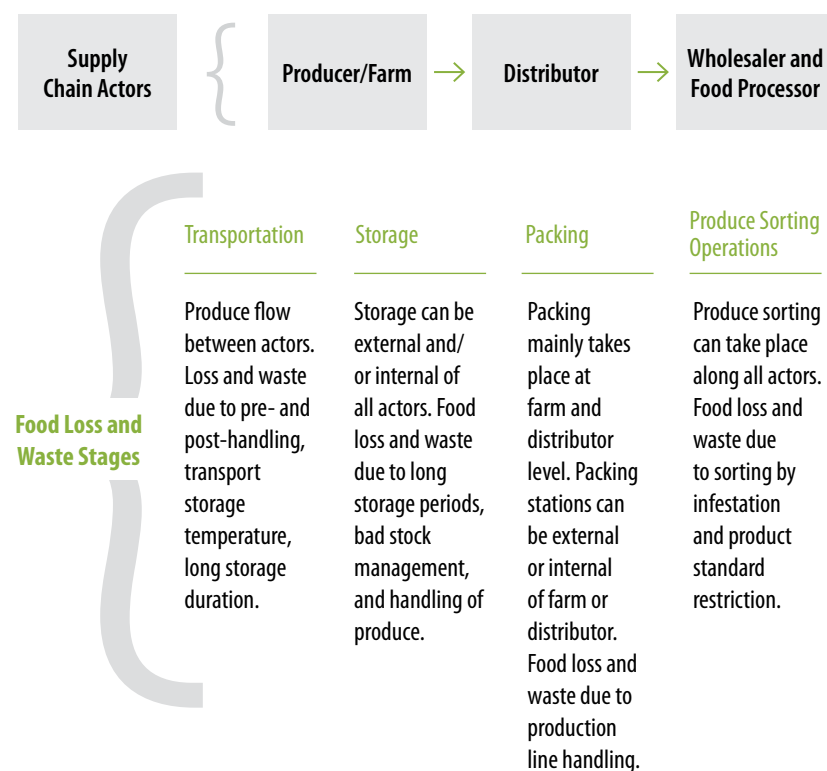 Supply
Chain Actors
Producer/Farm
Distributor
Wholesaler and
Food Processor
Food Loss and
Waste Stages
Transportation
Produce flow
between actors.
Loss and waste
due to pre- and
post-handling,
transport
storage
temperature,
long storage
duration.
Storage
Storage can be
external and/
or internal of
all actors. Food
loss and waste
due to long
storage periods,
bad stock
management,
and handling of
produce.
Packing
Packing
mainly takes
place at
farm and
distributor
level. Packing
stations can
be external
or internal
of farm or
distributor.
Food loss and
waste due to
production
line handling.
Produce Sorting
Operations
Produce sorting
can take place
along all actors.
Food loss and
waste due
to sorting by
infestation
and product
standard
restriction.